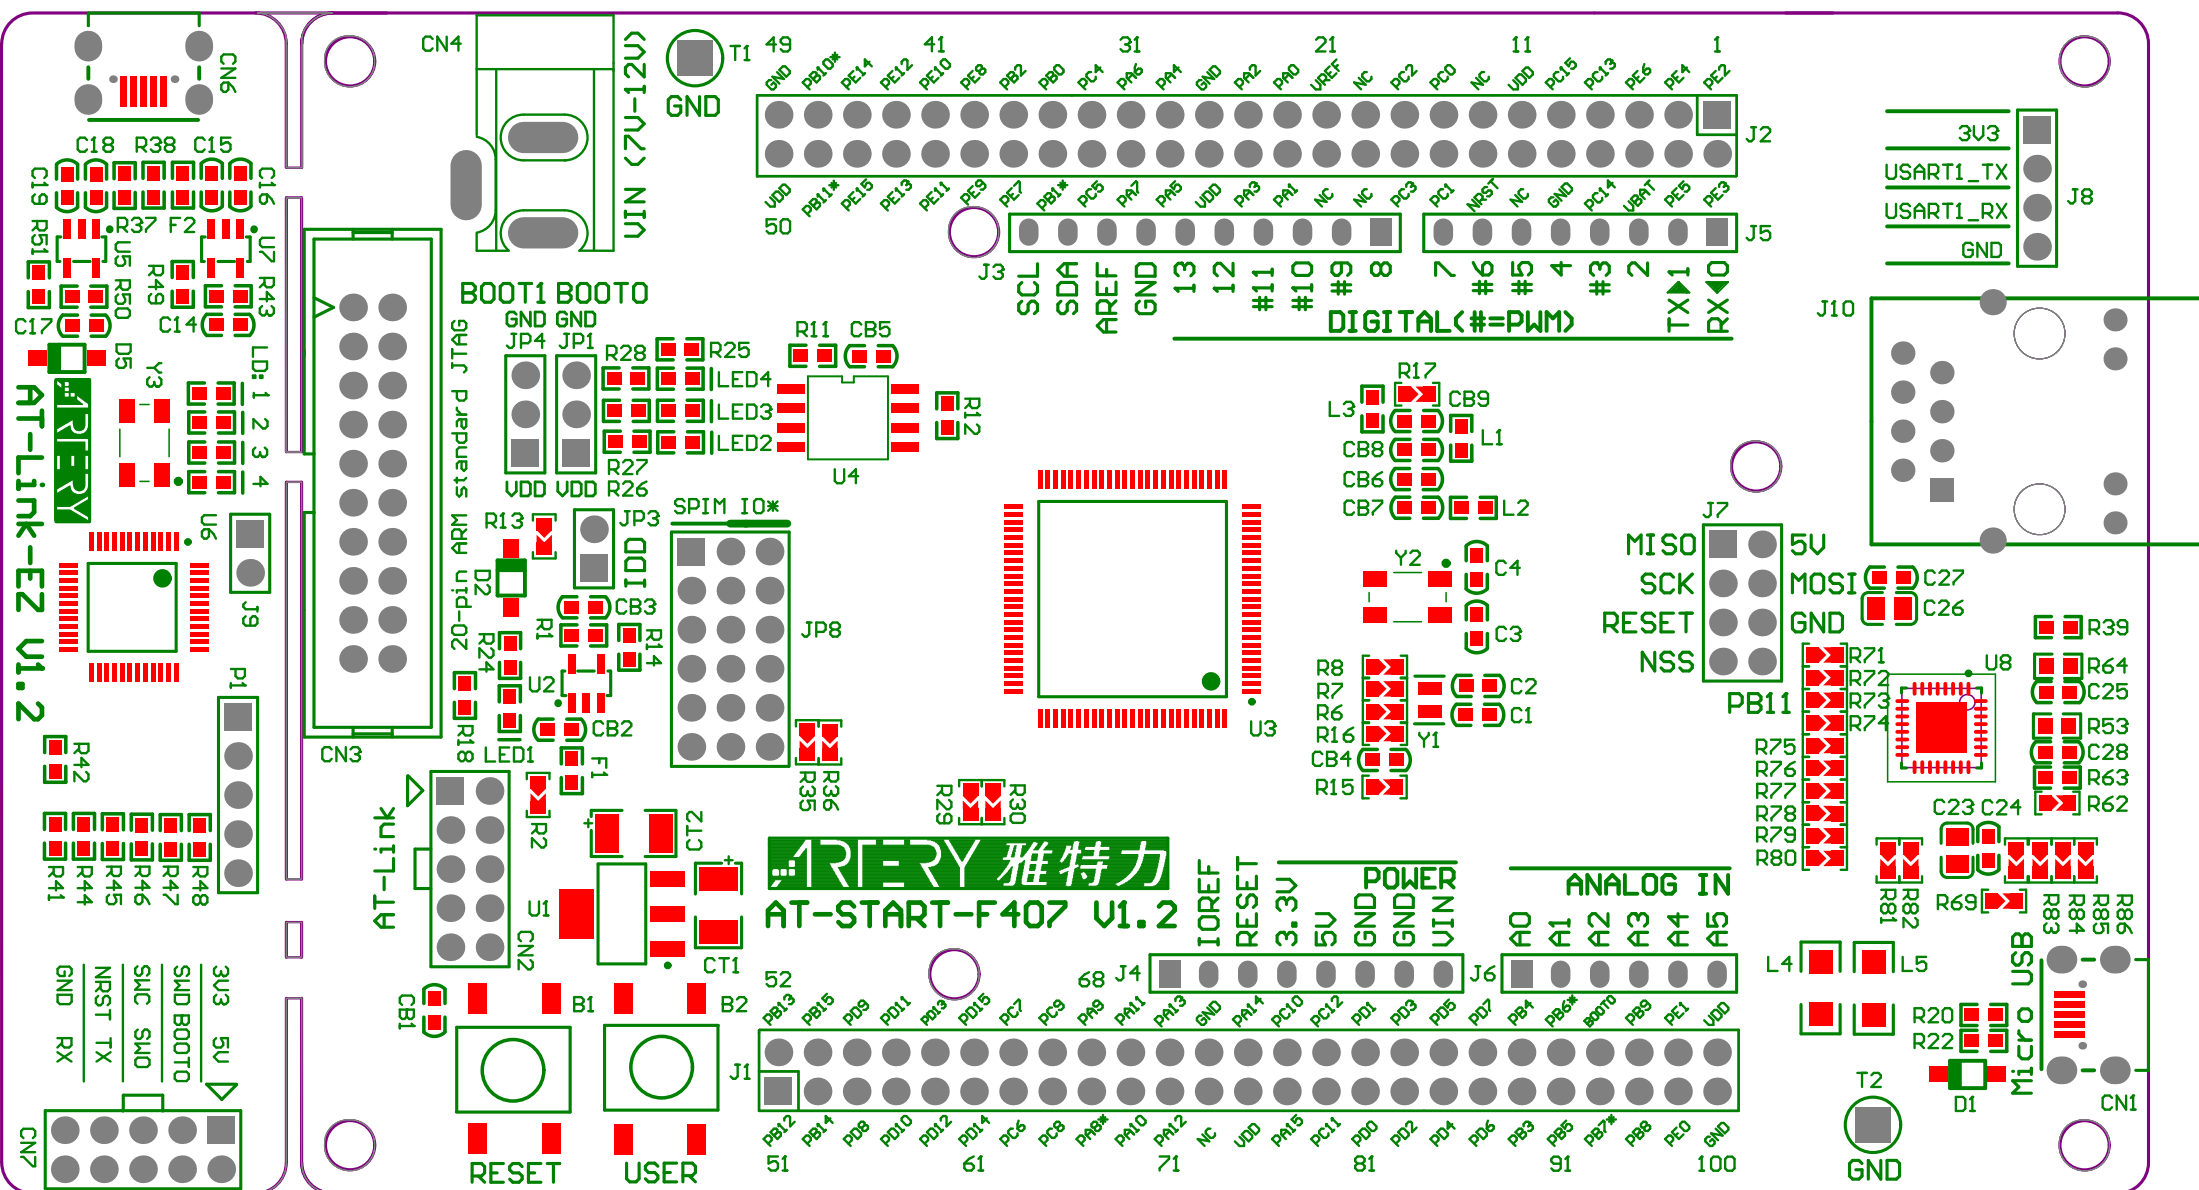 CN6
C18 R38 C15
C19
C16
R51
R37 F2
U5
U7
R49
R50
R43
C17
C14
D5
Y3
LD: 1 2 3 4
ARTERY
AT-Link-EZ V1.2
U6
J9
P1
R42
R41 R44 R45 R46 R47 R48
GND RX
NRST TX
SWC SWO
SWD BOOT0
3V3 5V
CN7
CN4
VIN (7V-12V)
T1
GND
BOOT1 BOOT0
GND GND
JP4 JP1
VDD VDD
20-pin ARM standard JTAG
CN3
R28
R25
LED4
LED3
LED2
R27
R26
R11 CB5
R12
U4
R13
JP3
IDD
D2
SPIM IO*
JP8
CB3
R1
R14
R24
U2
CB2
R18
LED1
F1
R2
AT-Link
CN2
CT2
U1
CT1
CB1
B1
B2
RESET
USER
R35 R36
R29 R30
49 41 31 21 11 1
GND PB10* PE14 PE12 PE10 PE8 PB2 PB0 PC4 PA6 PA4 GND PA2 PA0 VREF NC PC2 PC0 NC VDD PC15 PC13 PE6 PE4 PE2
J2
VDD PB11* PE15 PE13 PE11 PE9 PE7 PB1* PC5 PA7 PA5 VDD PA3 PA1 NC NC PC3 PC1 NRST NC GND PC14 VBAT PE5 PE3
50
J3
J5
SCL SDA AREF GND 13 12 #11 #10 #9 8 7 #6 #5 4 #3 2 TX▶1 RX◀0
DIGITAL(#=PWM)
R17
L3
CB9
L1
CB8
CB6
CB7
L2
Y2
C4
C3
U3
R8
R7
R6
R16
C2
C1
Y1
CB4
R15
3V3
USART1_TX
USART1_RX
GND
J8
J10
J7
MISO 5V
SCK MOSI
RESET GND
NSS
PB11
C27
C26
R71
R72
R73
R74
R75
R76
R77
R78
R79
R80
U8
R39
R64
C25
R53
C28
R63
R62
C23 C24
R81 R82
R69
R83 R84 R85 R86
L4
L5
Micro USB
R20
R22
D1
CN1
T2
GND
ARTERY 雅特力
AT-START-F407 V1.2
POWER
ANALOG IN
IOREF RESET 3.3V 5V GND GND VIN
A0 A1 A2 A3 A4 A5
J4
J6
52 68
PB13 PB15 PD9 PD11 PD13 PD15 PC7 PC9 PA9 PA11 PA13 GND PA14 PC10 PC12 PD1 PD3 PD5 PD7 PB4 PB6* BOOT0 PB9 PE1 VDD
J1
PB12 PB14 PD8 PD10 PD12 PD14 PC6 PC8 PA8* PA10 PA12 NC VDD PA15 PC11 PD0 PD2 PD4 PD6 PB3 PB5 PB7* PB8 PE0 GND
51 61 71 81 91 100